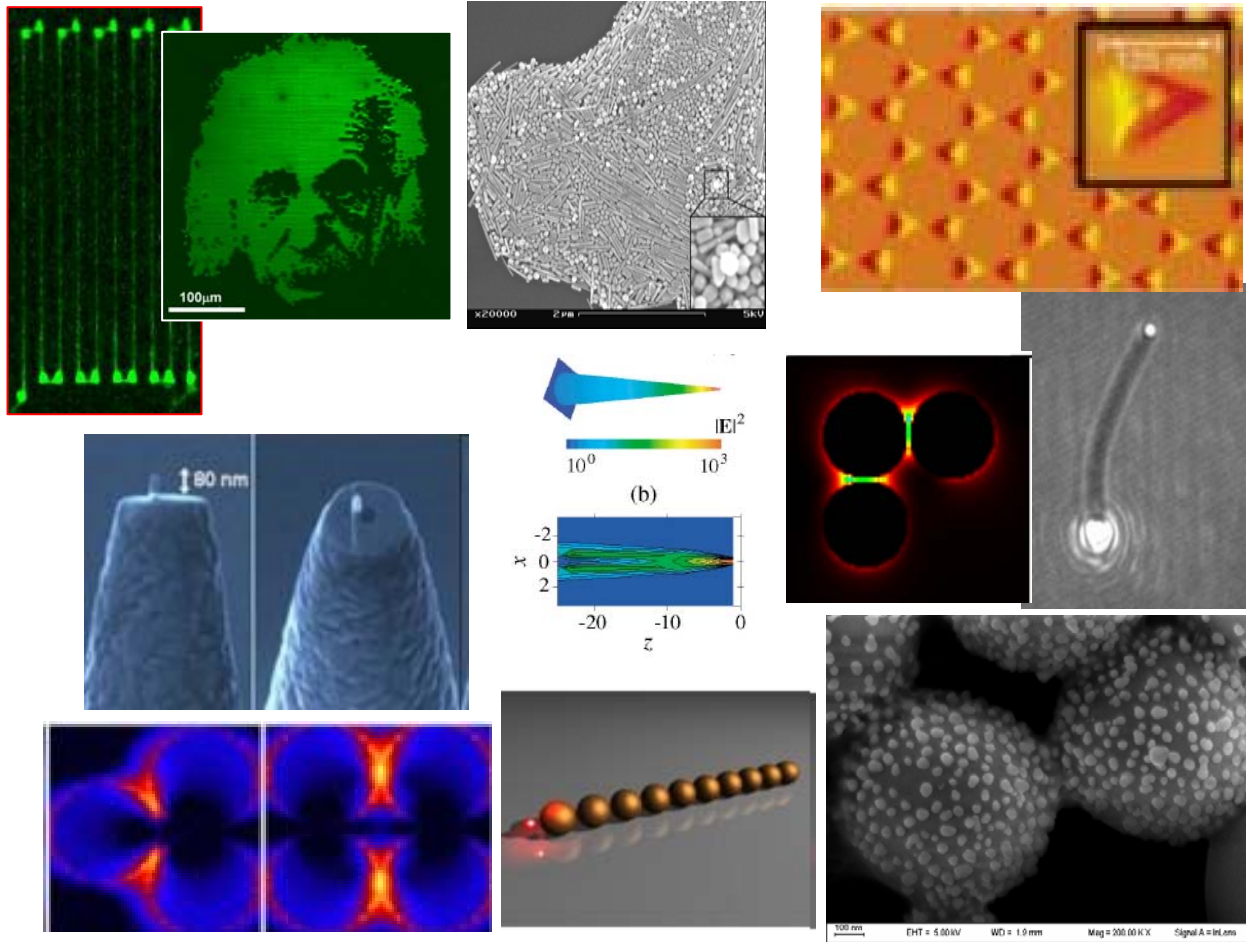 100µm
x20000 2µm 5kV
80 nm
|E|²
10⁰ 10³
(b)
-2
0
2
x
-20 -10 0
z
100 nm EHT = 5.00 kV WD = 1.9 mm Mag = 200.00 K X Signal A = InLens